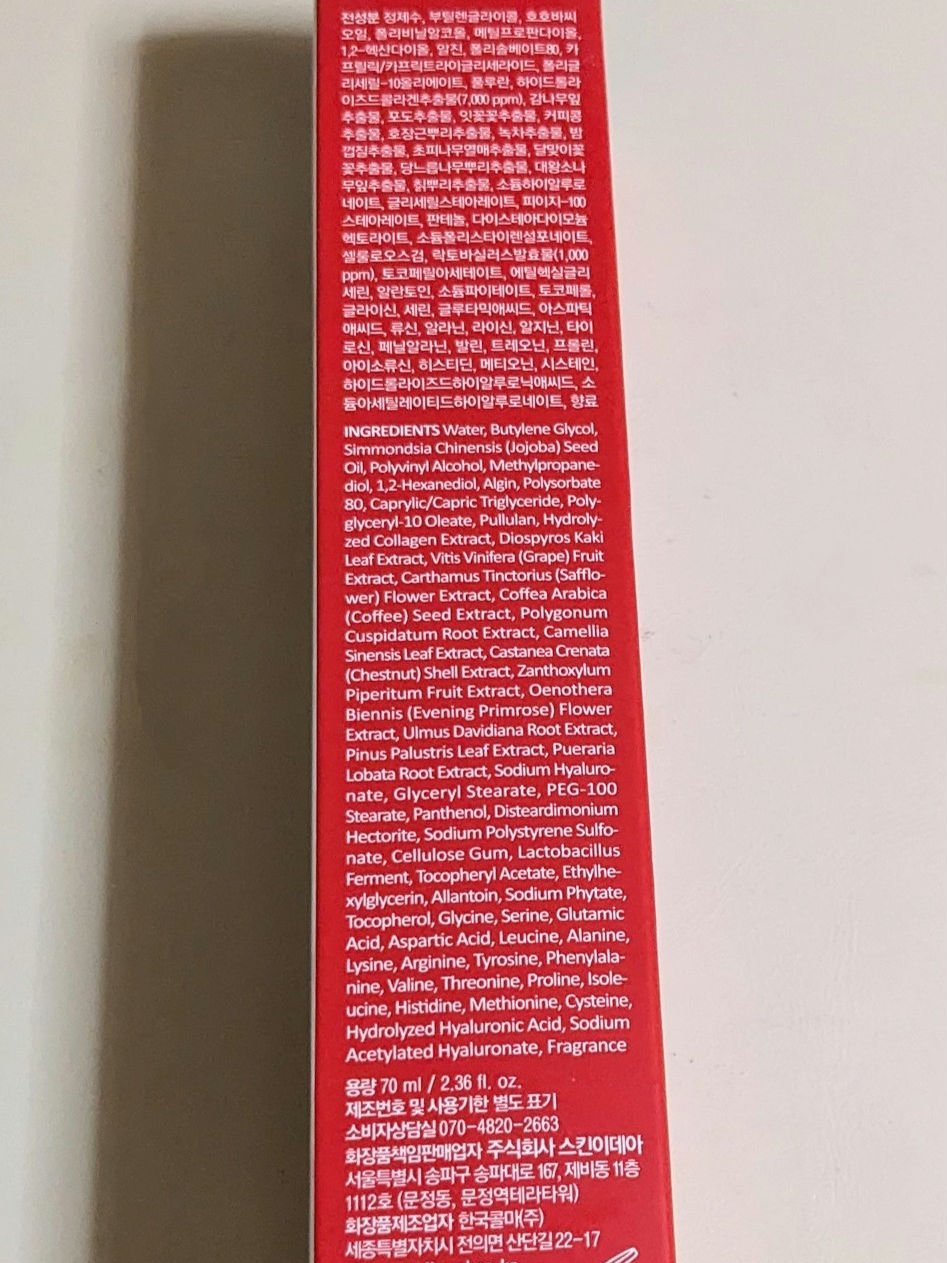 전성분 정제수, 부틸렌글라이콜, 호호바씨
오일, 폴리비닐알코올, 메틸프로판다이올,
1,2-헥산다이올, 알진, 폴리솔베이트80, 카
프릴릭/카프릭트라이글리세라이드, 폴리글
리세릴-10올리에이트, 풀루란, 하이드롤라
이즈드콜라겐추출물(7,000 ppm), 감나무잎
추출물, 포도추출물, 잇꽃꽃추출물, 커피콩
추출물, 호장근뿌리추출물, 녹차추출물, 밤
껍질추출물, 초피나무열매추출물, 달맞이꽃
꽃추출물, 당느릅나무뿌리추출물, 대왕소나
무잎추출물, 칡뿌리추출물, 소듐하이알루로
네이트, 글리세릴스테아레이트, 피이지-100
스테아레이트, 판테놀, 다이스테아다이모늄
헥토라이트, 소듐폴리스타이렌설포네이트,
셀룰로오스검, 락토바실러스발효물(1,000
ppm), 토코페릴아세테이트, 에틸헥실글리
세린, 알란토인, 소듐파이테이트, 토코페롤,
글라이신, 세린, 글루타믹애씨드, 아스파틱
애씨드, 류신, 알라닌, 라이신, 알지닌, 타이
로신, 페닐알라닌, 발린, 트레오닌, 프롤린,
아이소류신, 히스티딘, 메티오닌, 시스테인,
하이드롤라이즈드하이알루로닉애씨드, 소
듐아세틸레이티드하이알루로네이트, 향료
INGREDIENTS Water, Butylene Glycol,
Simmondsia Chinensis (Jojoba) Seed
Oil, Polyvinyl Alcohol, Methylpropane-
diol, 1,2-Hexanediol, Algin, Polysorbate
80, Caprylic/Capric Triglyceride, Poly-
glyceryl-10 Oleate, Pullulan, Hydroly-
zed Collagen Extract, Diospyros Kaki
Leaf Extract, Vitis Vinifera (Grape) Fruit
Extract, Carthamus Tinctorius (Safflo-
wer) Flower Extract, Coffea Arabica
(Coffee) Seed Extract, Polygonum
Cuspidatum Root Extract, Camellia
Sinensis Leaf Extract, Castanea Crenata
(Chestnut) Shell Extract, Zanthoxylum
Piperitum Fruit Extract, Oenothera
Biennis (Evening Primrose) Flower
Extract, Ulmus Davidiana Root Extract,
Pinus Palustris Leaf Extract, Pueraria
Lobata Root Extract, Sodium Hyaluro-
nate, Glyceryl Stearate, PEG-100
Stearate, Panthenol, Disteardimonium
Hectorite, Sodium Polystyrene Sulfo-
nate, Cellulose Gum, Lactobacillus
Ferment, Tocopheryl Acetate, Ethylhe-
xylglycerin, Allantoin, Sodium Phytate,
Tocopherol, Glycine, Serine, Glutamic
Acid, Aspartic Acid, Leucine, Alanine,
Lysine, Arginine, Tyrosine, Phenylala-
nine, Valine, Threonine, Proline, Isole-
ucine, Histidine, Methionine, Cysteine,
Hydrolyzed Hyaluronic Acid, Sodium
Acetylated Hyaluronate, Fragrance
용량 70 ml / 2.36 fl. oz.
제조번호 및 사용기한 별도 표기
소비자상담실 070-4820-2663
화장품책임판매업자 주식회사 스킨이데아
서울특별시 송파구 송파대로 167, 제비동 11층
1112호 (문정동, 문정역테라타워)
화장품제조업자 한국콜마(주)
세종특별자치시 전의면 산단길 22-17